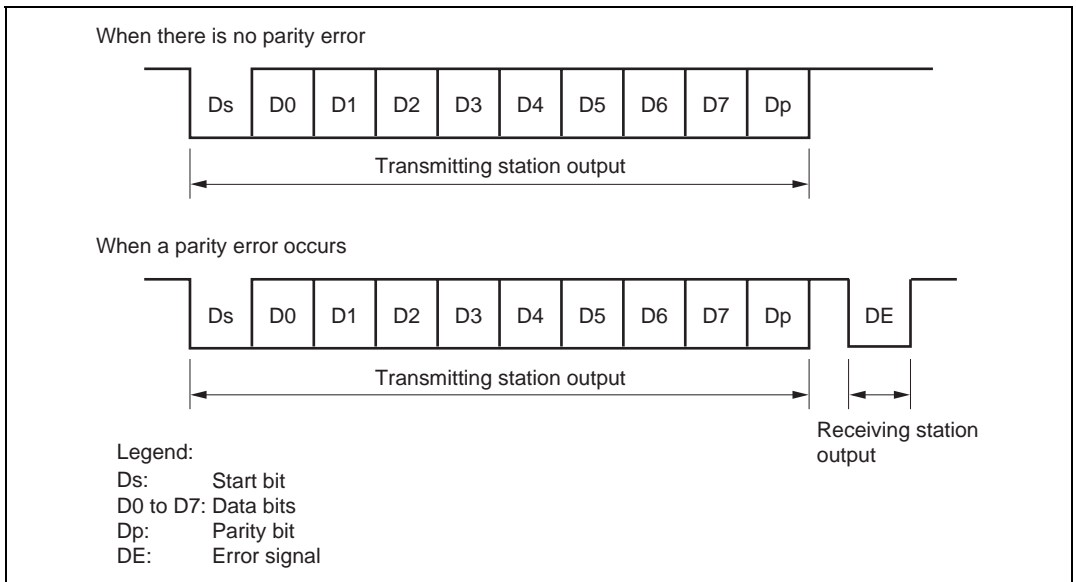 When there is no parity error
Ds D0 D1 D2 D3 D4 D5 D6 D7 Dp
Transmitting station output
When a parity error occurs
Ds D0 D1 D2 D3 D4 D5 D6 D7 Dp DE
Transmitting station output
Receiving station
output
Legend:
Ds: Start bit
D0 to D7: Data bits
Dp: Parity bit
DE: Error signal